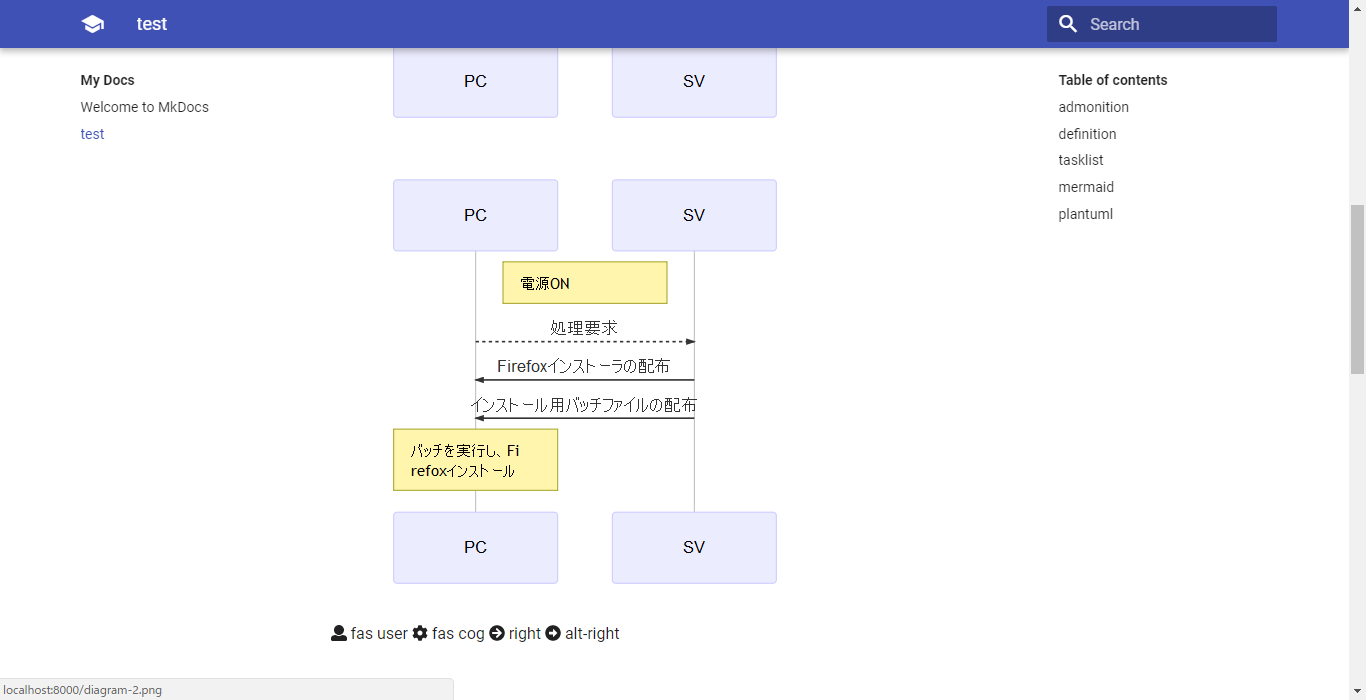 test
Search
My Docs
Welcome to MkDocs
test
Table of contents
admonition
definition
tasklist
mermaid
plantuml
PC SV
PC SV
電源ON
処理要求
Firefoxインストーラの配布
インストール用バッチファイルの配布
バッチを実行し、Fi
refoxインストール
PC SV
fas user fas cog right alt-right
localhost:8000/diagram-2.png